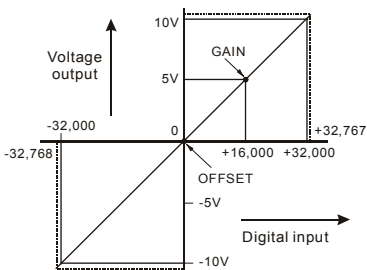 10V
Voltage
output
GAIN
5V
-32,000
0
+32,767
-32,768
+16,000
+32,000
OFFSET
-5V
Digital input
-10V